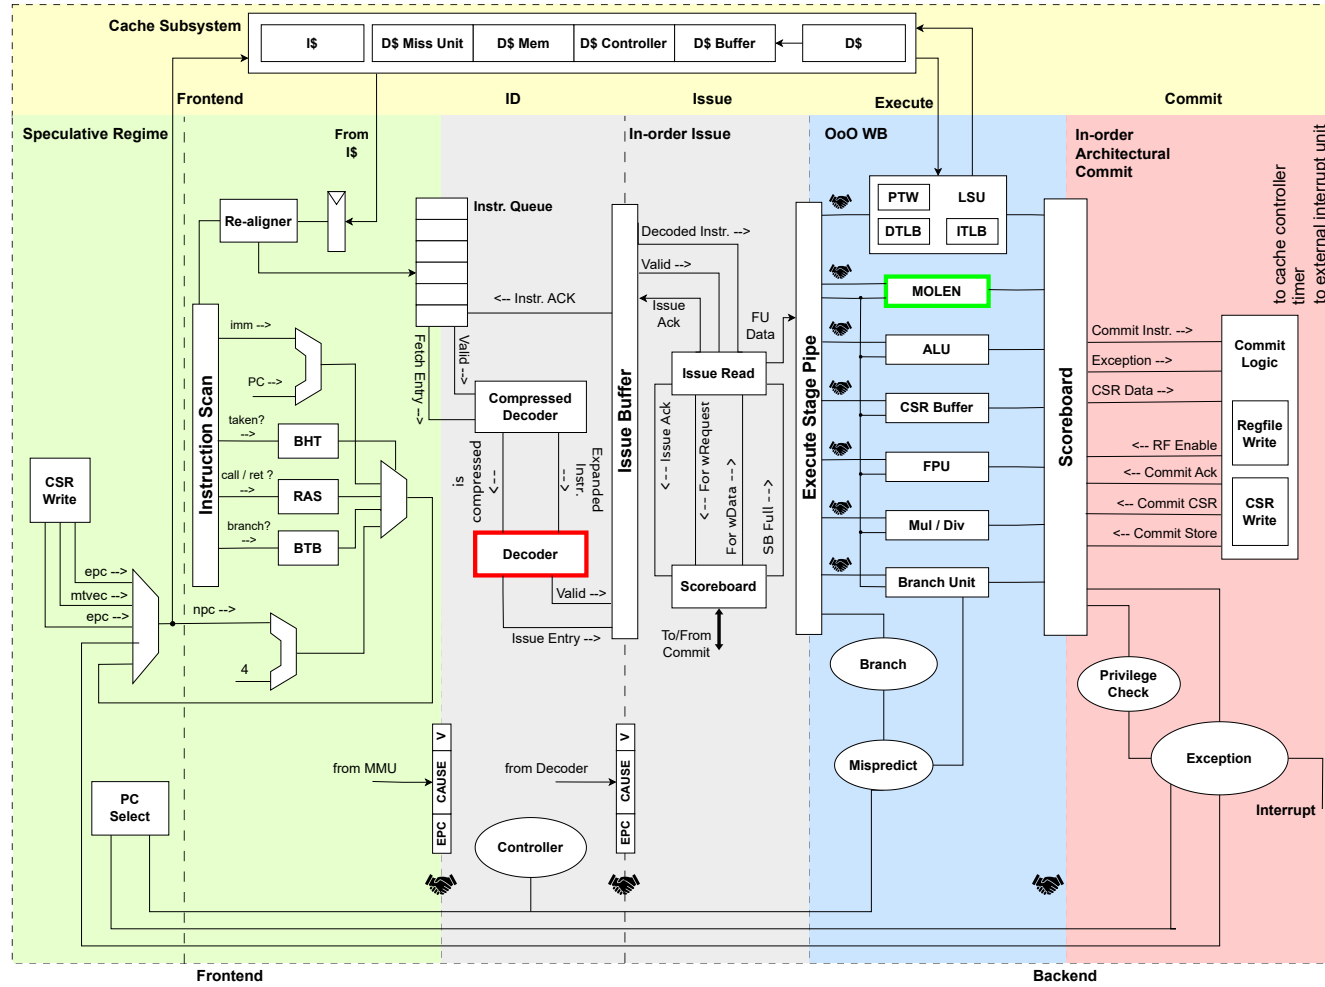 Cache Subsystem
I$
D$ Miss Unit
D$ Mem
D$ Controller
D$ Buffer
D$
Frontend
ID
Issue
Execute
Commit
Speculative Regime
From
I$
In-order Issue
OoO WB
In-order
Architectural
Commit
to cache controller
timer
to external interrupt unit
Re-aligner
Instr. Queue
Instruction Scan
imm -->
PC -->
taken?
-->
BHT
call / ret ?
-->
RAS
branch?
-->
BTB
CSR
Write
epc -->
mtvec -->
epc -->
npc -->
4
<-- Instr. ACK
Fetch Entry -->
Valid -->
Compressed
Decoder
is
compressed
-->
Expanded
Instr.
-->
Decoder
Valid -->
Issue Entry -->
Issue Buffer
Decoded Instr. -->
Valid -->
Issue
Ack
FU
Data
Issue Read
<-- Issue Ack
<-- For wRequest
For wData -->
SB Full -->
Scoreboard
To/From
Commit
Execute Stage Pipe
PTW
LSU
DTLB
ITLB
MOLEN
ALU
CSR Buffer
FPU
Mul / Div
Branch Unit
Branch
Mispredict
Scoreboard
Commit Instr. -->
Exception -->
CSR Data -->
<-- RF Enable
<-- Commit Ack
<-- Commit CSR
<-- Commit Store
Commit
Logic
Regfile
Write
CSR
Write
Privilege
Check
Exception
Interrupt
from MMU
V
CAUSE
EPC
from Decoder
V
CAUSE
EPC
PC
Select
Controller
Frontend
Backend